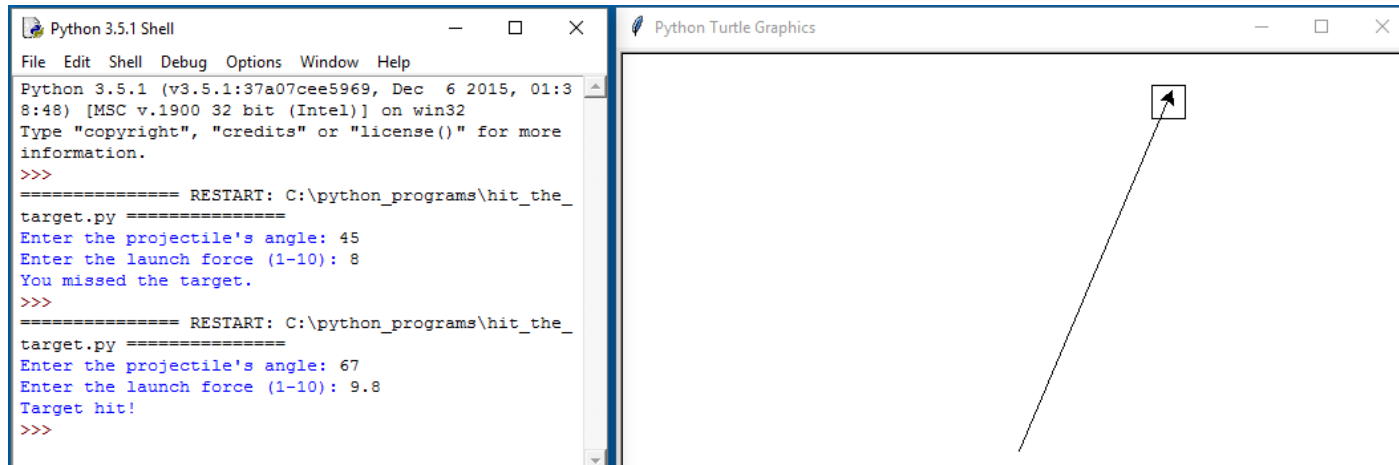 Python 3.5.1 Shell
File Edit Shell Debug Options Window Help
Python 3.5.1 (v3.5.1:37a07cee5969, Dec  6 2015, 01:3
8:48) [MSC v.1900 32 bit (Intel)] on win32
Type "copyright", "credits" or "license()" for more
information.
>>>
=============== RESTART: C:\python_programs\hit_the_
target.py ===============
Enter the projectile's angle: 45
Enter the launch force (1-10): 8
You missed the target.
>>>
=============== RESTART: C:\python_programs\hit_the_
target.py ===============
Enter the projectile's angle: 67
Enter the launch force (1-10): 9.8
Target hit!
>>>
Python Turtle Graphics